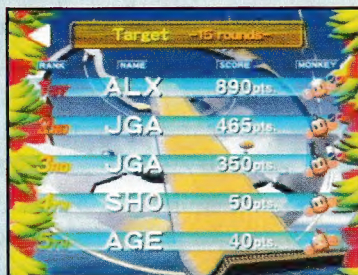 Target -15 rounds-
RANK NAME SCORE MONKEY
1ST ALX 890pts.
2ND JGA 465pts.
3RD JGA 350pts.
4TH SHO 50pts.
5TH AGE 40pts.